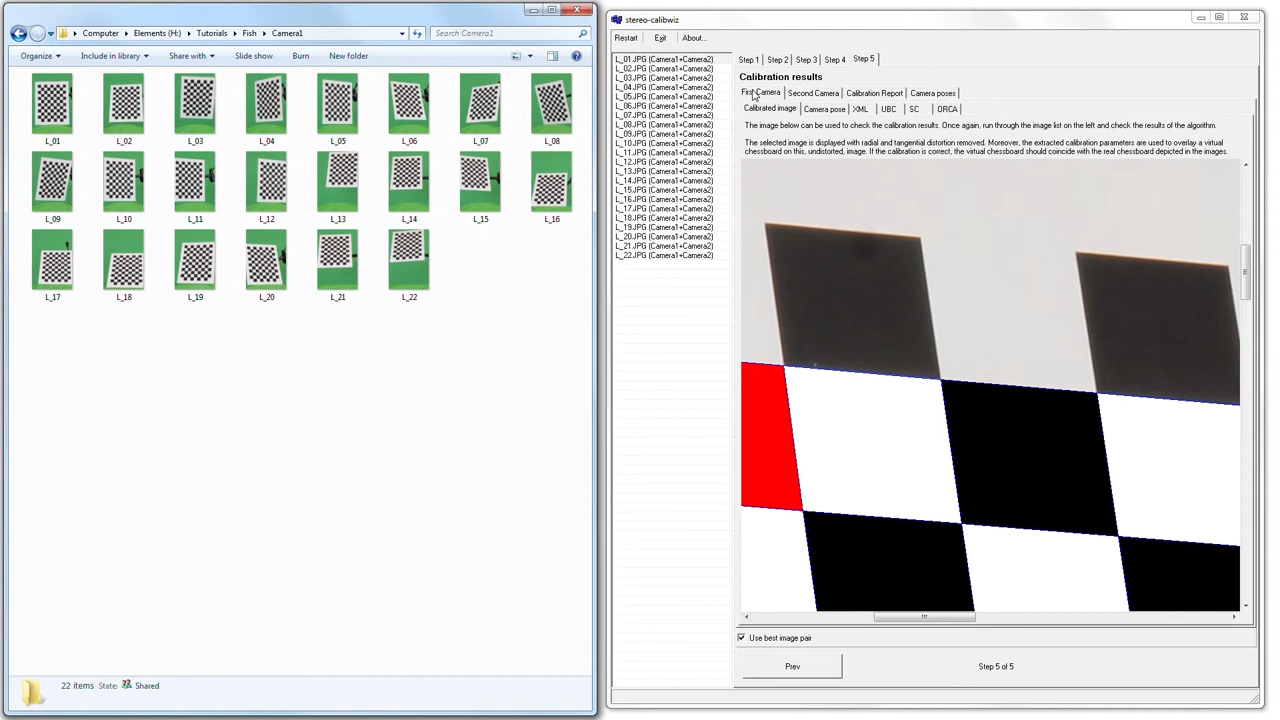 Computer Elements (H:) Tutorials Fish Camera1
Search Camera1
Organize Include in library Share with Slide show Burn New folder
L_01 L_02 L_03 L_04 L_05 L_06 L_07 L_08
L_09 L_10 L_11 L_12 L_13 L_14 L_15 L_16
L_17 L_18 L_19 L_20 L_21 L_22
22 items State: Shared
stereo-calibwiz
Restart Exit About...
L_01.JPG (Camera1+Camera2)
L_02.JPG (Camera1+Camera2)
L_03.JPG (Camera1+Camera2)
L_04.JPG (Camera1+Camera2)
L_05.JPG (Camera1+Camera2)
L_06.JPG (Camera1+Camera2)
L_07.JPG (Camera1+Camera2)
L_08.JPG (Camera1+Camera2)
L_09.JPG (Camera1+Camera2)
L_10.JPG (Camera1+Camera2)
L_11.JPG (Camera1+Camera2)
L_12.JPG (Camera1+Camera2)
L_13.JPG (Camera1+Camera2)
L_14.JPG (Camera1+Camera2)
L_15.JPG (Camera1+Camera2)
L_16.JPG (Camera1+Camera2)
L_17.JPG (Camera1+Camera2)
L_18.JPG (Camera1+Camera2)
L_19.JPG (Camera1+Camera2)
L_20.JPG (Camera1+Camera2)
L_21.JPG (Camera1+Camera2)
L_22.JPG (Camera1+Camera2)
Step 1 Step 2 Step 3 Step 4 Step 5
Calibration results
First Camera Second Camera Calibration Report Camera poses
Calibrated image Camera pose XML UBC SC ORCA
The image below can be used to check the calibration results. Once again, run through the image list on the left and check the results of the algorithm.
The selected image is displayed with radial and tangential distortion removed. Moreover, the extracted calibration parameters are used to overlay a virtual
chessboard on this, undistorted, image. If the calibration is correct, the virtual chessboard should coincide with the real chessboard depicted in the images.
Use best image pair
Prev
Step 5 of 5